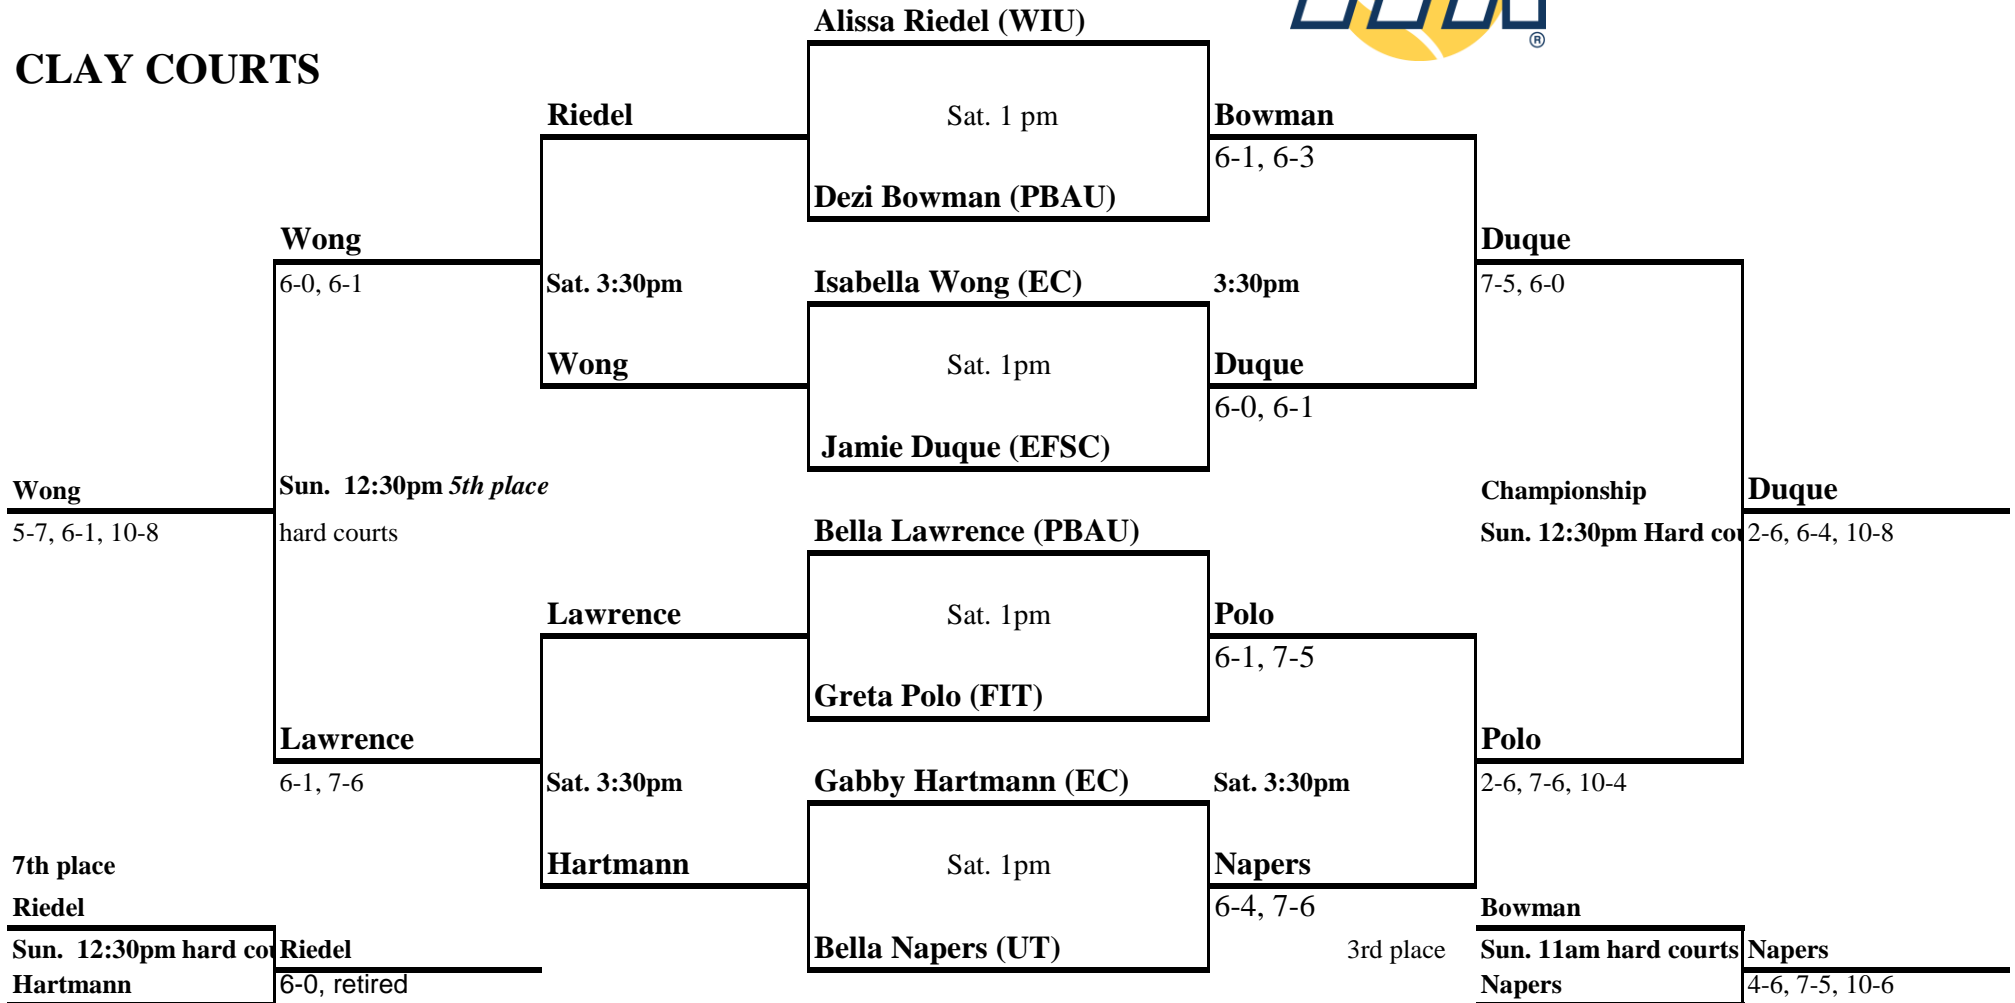 Alissa Riedel (WIU)
®
CLAY COURTS
Riedel
Sat. 1 pm
Bowman
6-1, 6-3
Dezi Bowman (PBAU)
Wong
Duque
6-0, 6-1
Sat. 3:30pm
Isabella Wong (EC)
3:30pm
7-5, 6-0
Wong
Sat. 1pm
Duque
6-0, 6-1
Jamie Duque (EFSC)
Wong
Sun. 12:30pm 5th place
Championship
Duque
5-7, 6-1, 10-8
hard courts
Bella Lawrence (PBAU)
Sun. 12:30pm Hard
2-6, 6-4, 10-8
Lawrence
Sat. 1pm
Polo
6-1, 7-5
Greta Polo (FIT)
Lawrence
Polo
6-1, 7-6
Sat. 3:30pm
Gabby Hartmann (EC)
Sat. 3:30pm
2-6, 7-6, 10-4
7th place
Hartmann
Sat. 1pm
Napers
Riedel
6-4, 7-6
Bowman
Sun. 12:30pm hard
Riedel
Bella Napers (UT)
3rd place
Sun. 11am hard courts
Napers
Hartmann
6-0, retired
Napers
4-6, 7-5, 10-6